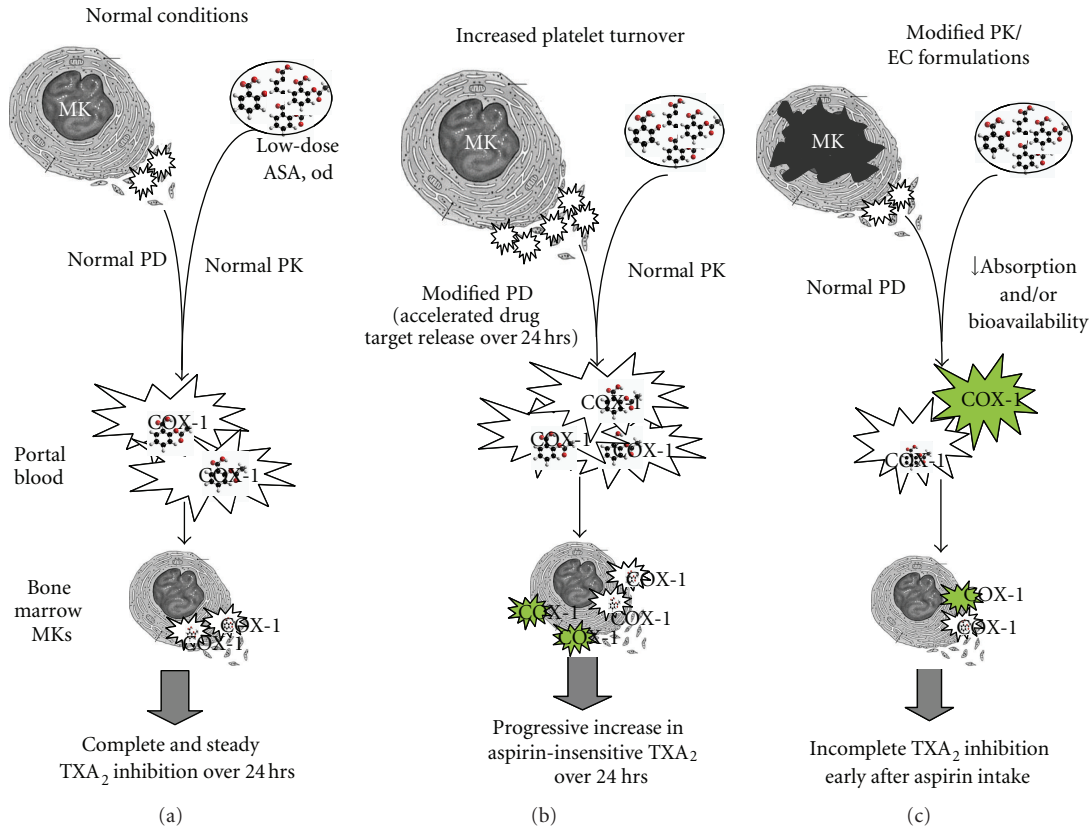 Normal conditions
MK
Low-dose
ASA, od
Normal PD
Normal PK
COX-1
COX-1
Portal
blood
Bone
marrow
MKs
COX-1
COX-1
Complete and steady
TXA2 inhibition over 24 hrs
(a)
Increased platelet turnover
MK
Normal PK
Modified PD
(accelerated drug
target release over 24 hrs)
COX-1
COX-1
COX-1
COX-1
COX-1
COX-1
COX-1
Progressive increase in
aspirin-insensitive TXA2
over 24 hrs
(b)
Modified PK/
EC formulations
MK
Normal PD
↓Absorption
and/or
bioavailability
COX-1
COX-1
COX-1
COX-1
Incomplete TXA2 inhibition
early after aspirin intake
(c)